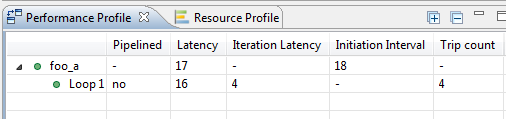 Performance Profile Resource Profile
Pipelined Latency Iteration Latency Initiation Interval Trip count
foo_a - 17 - 18 -
Loop 1 no 16 4 - 4